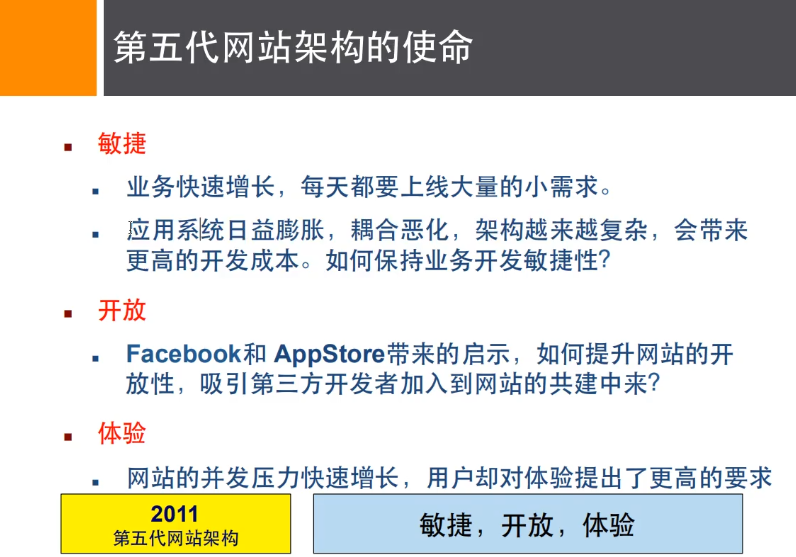 第五代网站架构的使命
敏捷
业务快速增长，每天都要上线大量的小需求。
应用系统日益膨胀，耦合恶化，架构越来越复杂，会带来
更高的开发成本。如何保持业务开发敏捷性？
开放
Facebook和 AppStore带来的启示，如何提升网站的开
放性，吸引第三方开发者加入到网站的共建中来？
体验
网站的并发压力快速增长，用户却对体验提出了更高的要求
2011
第五代网站架构
敏捷，开放，体验